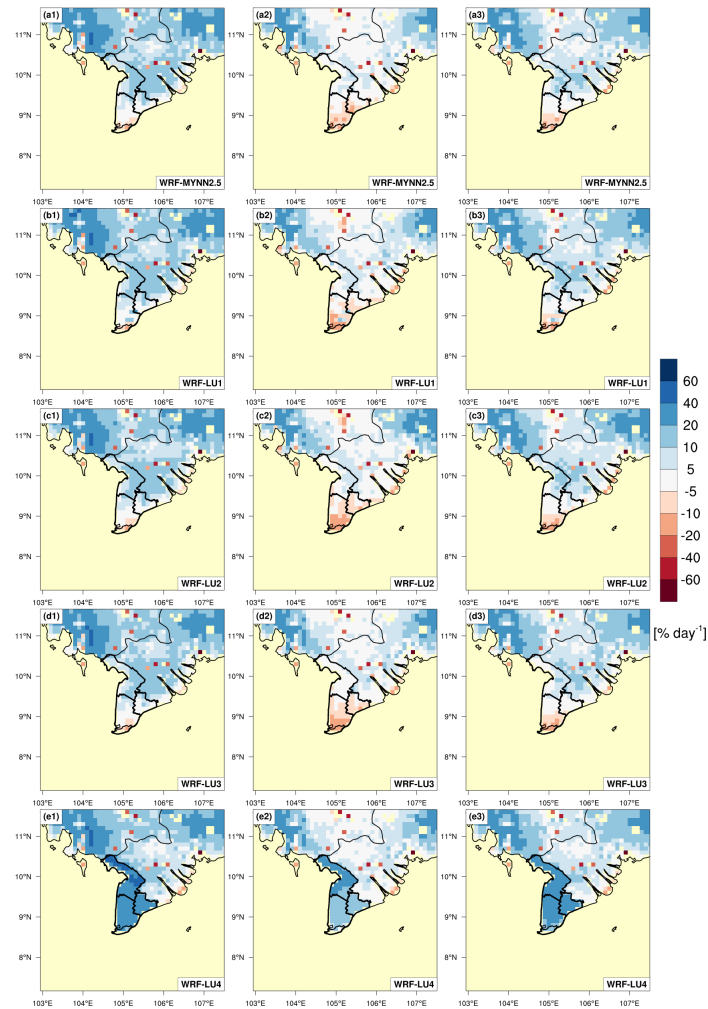 (a1) (a2) (a3)
11°N 11°N 11°N
10°N 10°N 10°N
9°N 9°N 9°N
8°N 8°N 8°N
WRF-MYNN2.5 WRF-MYNN2.5 WRF-MYNN2.5
103°E 104°E 105°E 106°E 107°E 103°E 104°E 105°E 106°E 107°E 103°E 104°E 105°E 106°E 107°E
(b1) (b2) (b3)
11°N 11°N 11°N
10°N 10°N 10°N
9°N 9°N 9°N
8°N 8°N 8°N
WRF-LU1 WRF-LU1 WRF-LU1
103°E 104°E 105°E 106°E 107°E 103°E 104°E 105°E 106°E 107°E 103°E 104°E 105°E 106°E 107°E
(c1) (c2) (c3)
11°N 11°N 11°N
10°N 10°N 10°N
9°N 9°N 9°N
8°N 8°N 8°N
WRF-LU2 WRF-LU2 WRF-LU2
103°E 104°E 105°E 106°E 107°E 103°E 104°E 105°E 106°E 107°E 103°E 104°E 105°E 106°E 107°E
(d1) (d2) (d3)
11°N 11°N 11°N
10°N 10°N 10°N
9°N 9°N 9°N
8°N 8°N 8°N
WRF-LU3 WRF-LU3 WRF-LU3
103°E 104°E 105°E 106°E 107°E 103°E 104°E 105°E 106°E 107°E 103°E 104°E 105°E 106°E 107°E
(e1) (e2) (e3)
11°N 11°N 11°N
10°N 10°N 10°N
9°N 9°N 9°N
8°N 8°N 8°N
WRF-LU4 WRF-LU4 WRF-LU4
103°E 104°E 105°E 106°E 107°E 103°E 104°E 105°E 106°E 107°E 103°E 104°E 105°E 106°E 107°E
60
40
20
10
5
-5
-10
-20
-40
-60
[% day⁻¹]